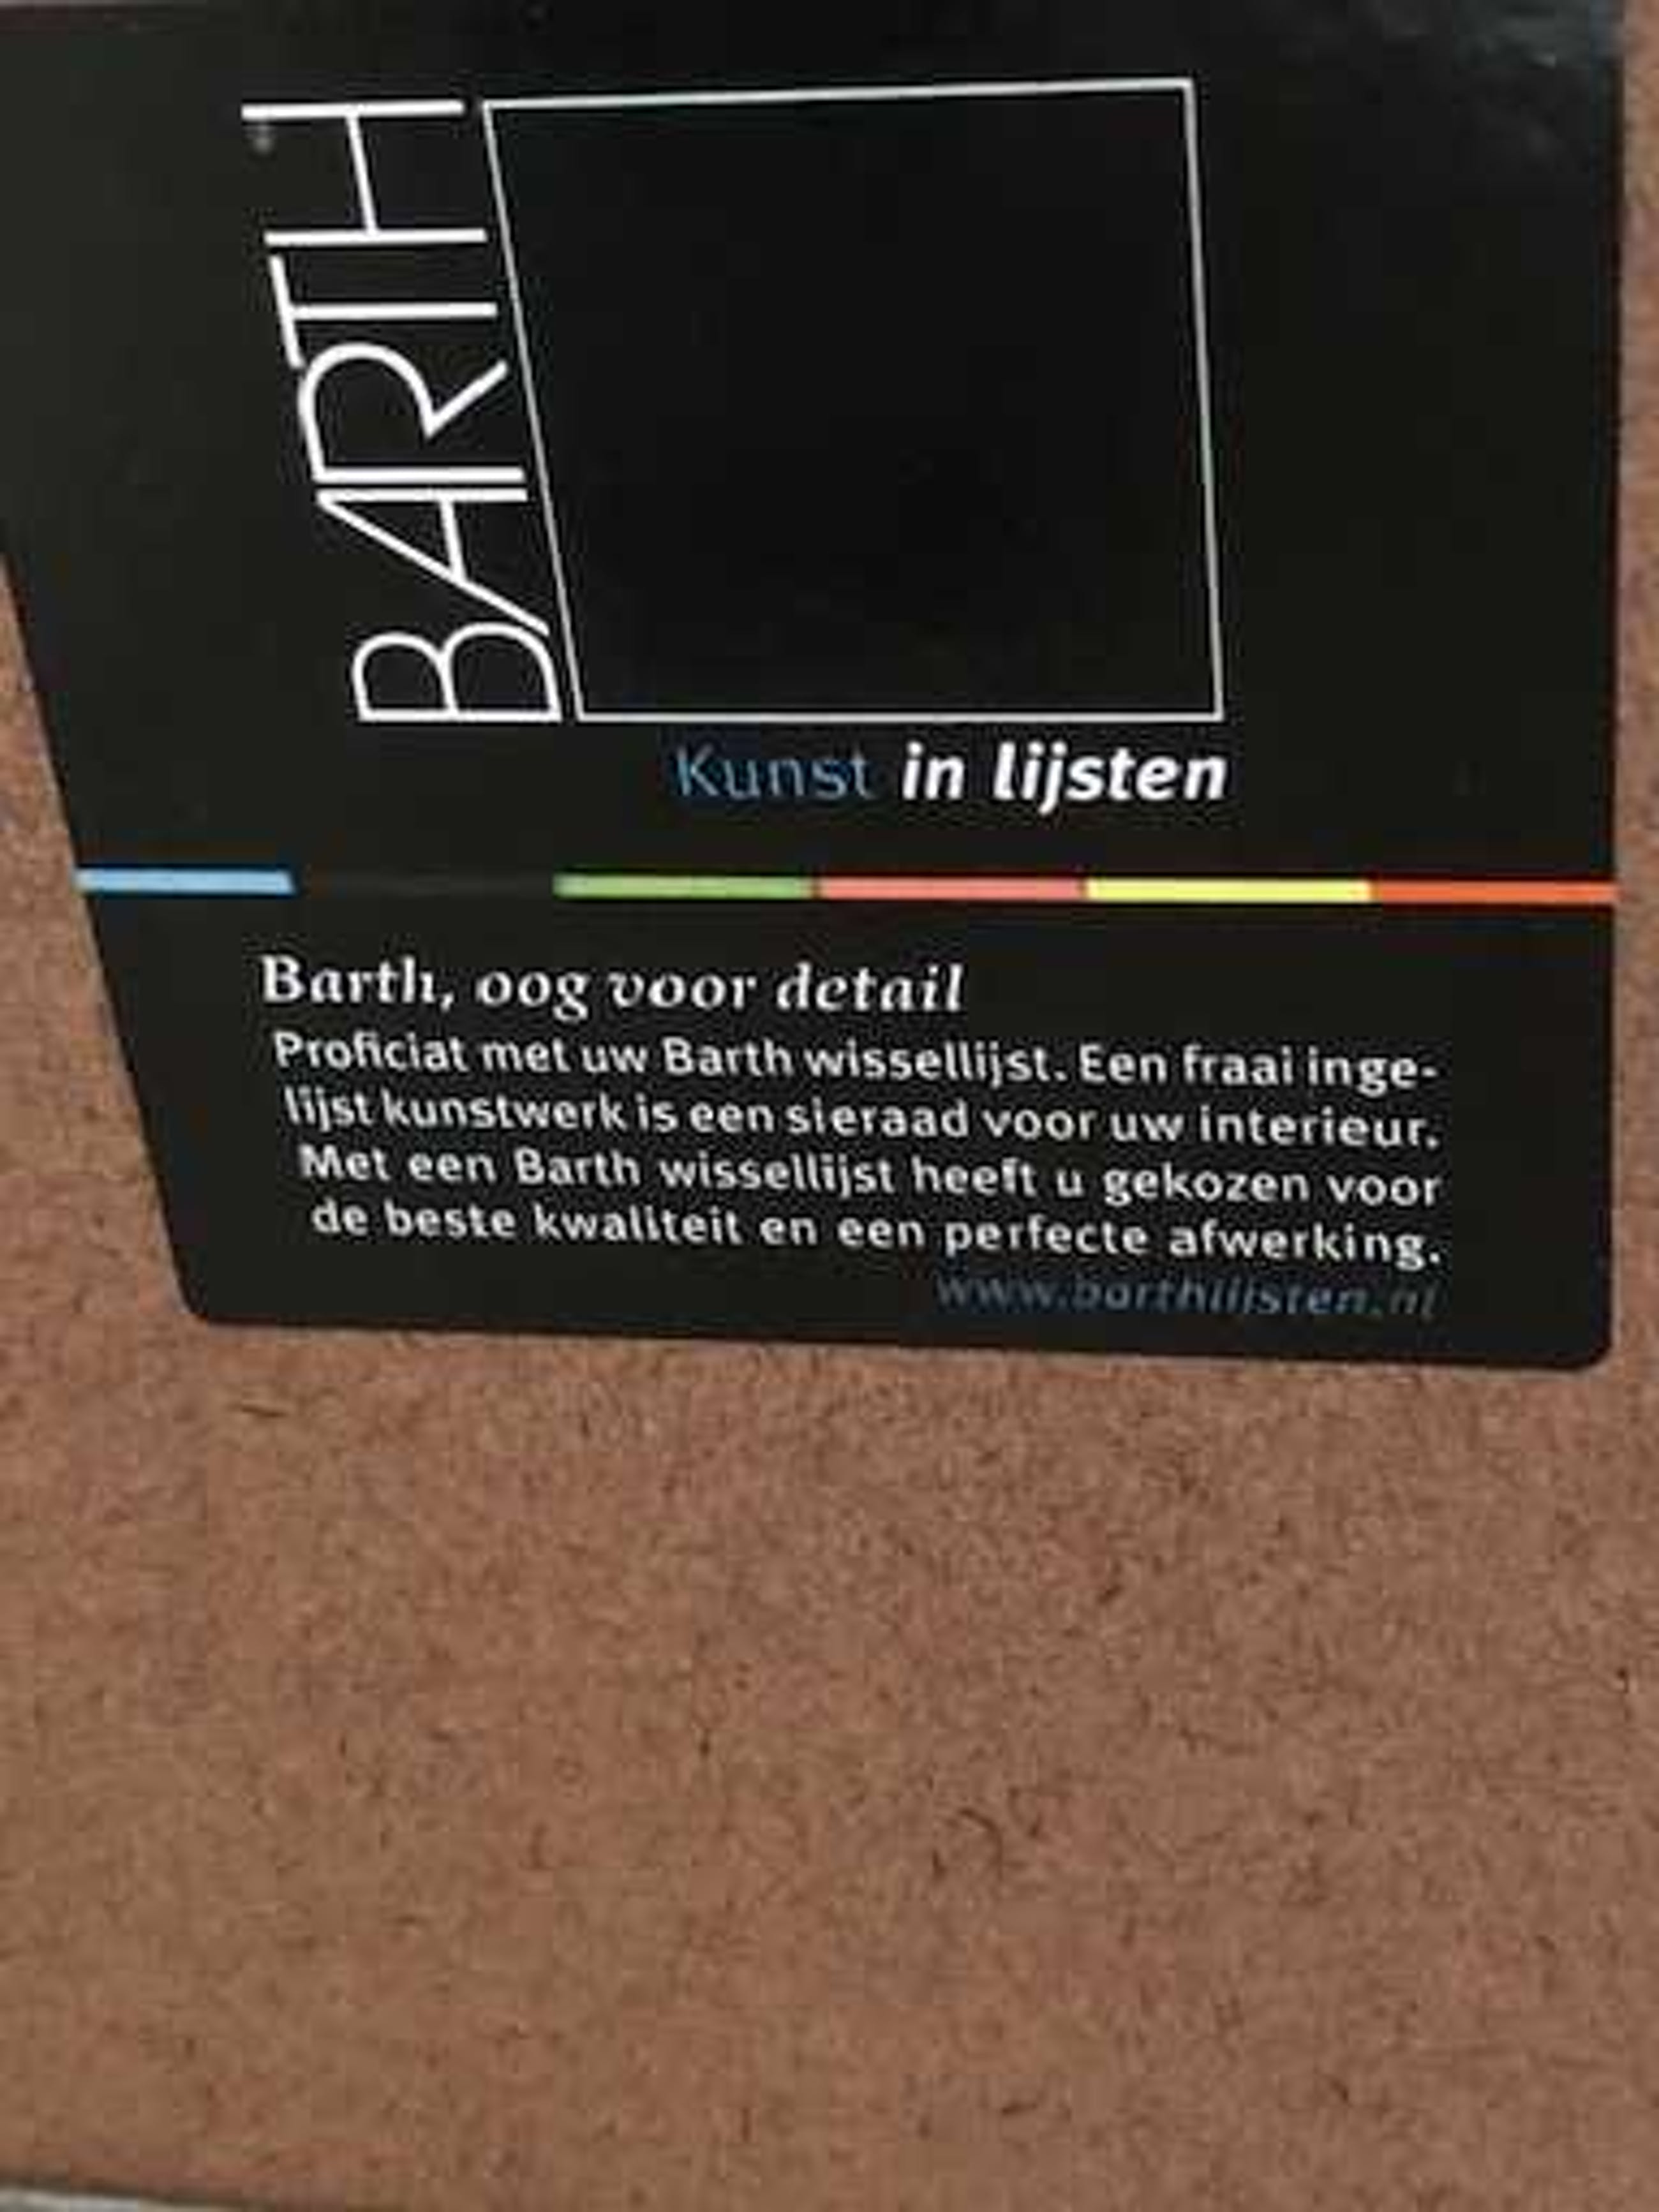 BARTH
Kunst in lijsten
Barth, oog voor detail
Proficiat met uw Barth wissellijst. Een fraai inge-
lijst kunstwerk is een sieraad voor uw interieur.
Met een Barth wissellijst heeft u gekozen voor
de beste kwaliteit en een perfecte afwerking.
www.barthlijsten.nl